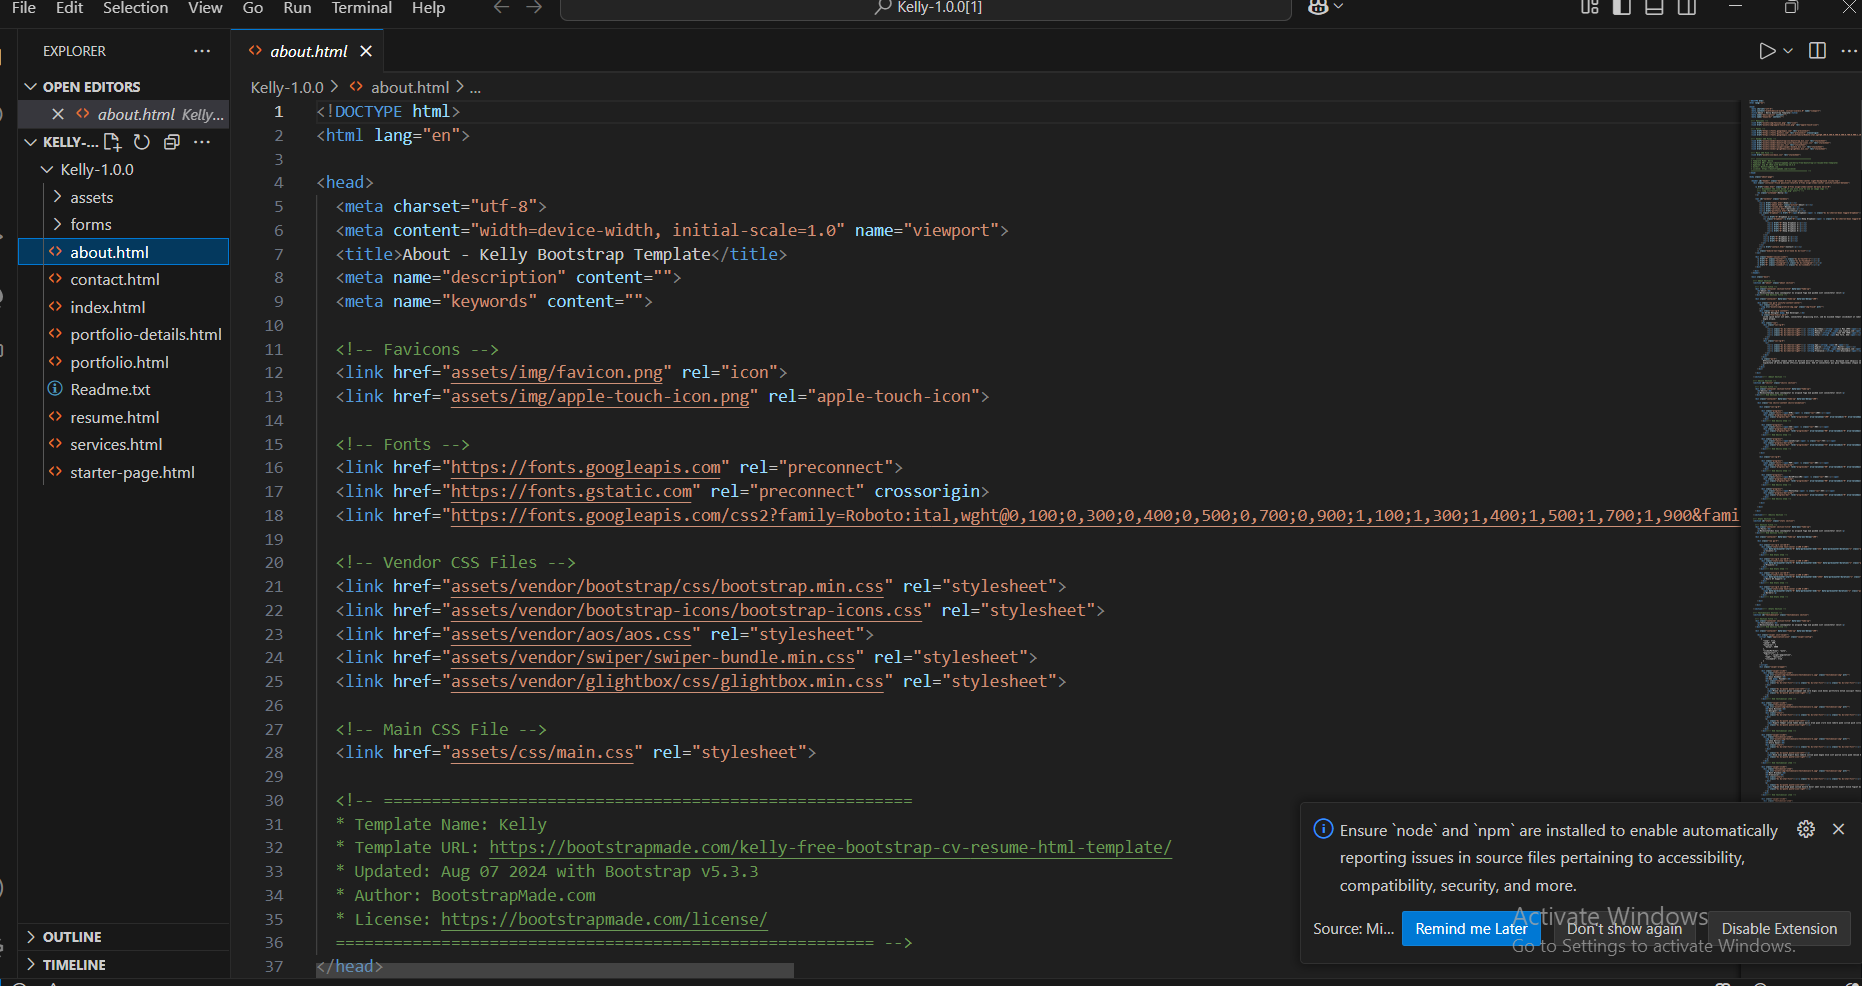 File Edit Selection View Go Run Terminal Help
Kelly-1.0.0[1]
EXPLORER
OPEN EDITORS
about.html Kelly...
KELLY-...
Kelly-1.0.0
assets
forms
about.html
contact.html
index.html
portfolio-details.html
portfolio.html
Readme.txt
resume.html
services.html
starter-page.html
OUTLINE
TIMELINE
about.html
Kelly-1.0.0 > about.html > ...
1 <!DOCTYPE html>
2 <html lang="en">
3
4 <head>
5 <meta charset="utf-8">
6 <meta content="width=device-width, initial-scale=1.0" name="viewport">
7 <title>About - Kelly Bootstrap Template</title>
8 <meta name="description" content="">
9 <meta name="keywords" content="">
10
11 <!-- Favicons -->
12 <link href="assets/img/favicon.png" rel="icon">
13 <link href="assets/img/apple-touch-icon.png" rel="apple-touch-icon">
14
15 <!-- Fonts -->
16 <link href="https://fonts.googleapis.com" rel="preconnect">
17 <link href="https://fonts.gstatic.com" rel="preconnect" crossorigin>
18 <link href="https://fonts.googleapis.com/css2?family=Roboto:ital,wght@0,100;0,300;0,400;0,500;0,700;0,900;1,100;1,300;1,400;1,500;1,700;1,900&fami
19
20 <!-- Vendor CSS Files -->
21 <link href="assets/vendor/bootstrap/css/bootstrap.min.css" rel="stylesheet">
22 <link href="assets/vendor/bootstrap-icons/bootstrap-icons.css" rel="stylesheet">
23 <link href="assets/vendor/aos/aos.css" rel="stylesheet">
24 <link href="assets/vendor/swiper/swiper-bundle.min.css" rel="stylesheet">
25 <link href="assets/vendor/glightbox/css/glightbox.min.css" rel="stylesheet">
26
27 <!-- Main CSS File -->
28 <link href="assets/css/main.css" rel="stylesheet">
29
30 <!-- =======================================================
31 * Template Name: Kelly
32 * Template URL: https://bootstrapmade.com/kelly-free-bootstrap-cv-resume-html-template/
33 * Updated: Aug 07 2024 with Bootstrap v5.3.3
34 * Author: BootstrapMade.com
35 * License: https://bootstrapmade.com/license/
36 ======================================================== -->
37 </head>
Ensure `node` and `npm` are installed to enable automatically
reporting issues in source files pertaining to accessibility,
compatibility, security, and more.
Source: Mi... Remind me Later Don't show again Disable Extension
Activate Windows
Go to Settings to activate Windows.